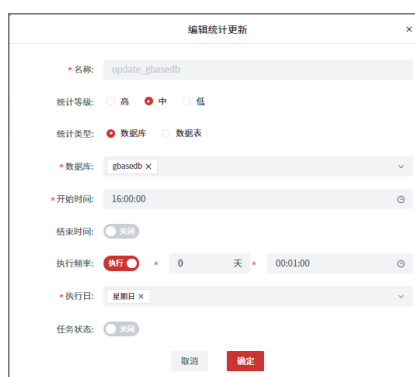 编辑统计更新 ×
* 名称: update_gbasedb
统计等级: 高 中 低
统计类型: 数据库 数据表
* 数据库: gbasedb ×
* 开始时间: 16:00:00
结束时间: 关闭
执行频率: 执行 * 0 天 * 00:01:00
* 执行日: 星期日 ×
任务状态: 关闭
取消 确定